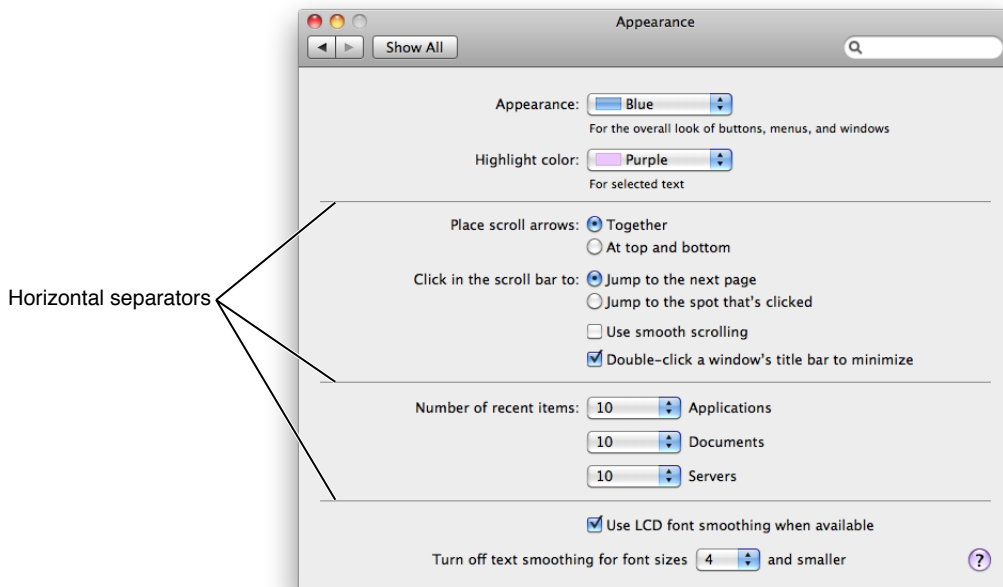 Appearance
Show All
Appearance: Blue
For the overall look of buttons, menus, and windows
Highlight color: Purple
For selected text
Place scroll arrows: Together
At top and bottom
Click in the scroll bar to: Jump to the next page
Jump to the spot that's clicked
Horizontal separators
Use smooth scrolling
Double-click a window's title bar to minimize
Number of recent items: 10 Applications
10 Documents
10 Servers
Use LCD font smoothing when available
Turn off text smoothing for font sizes 4 and smaller ?